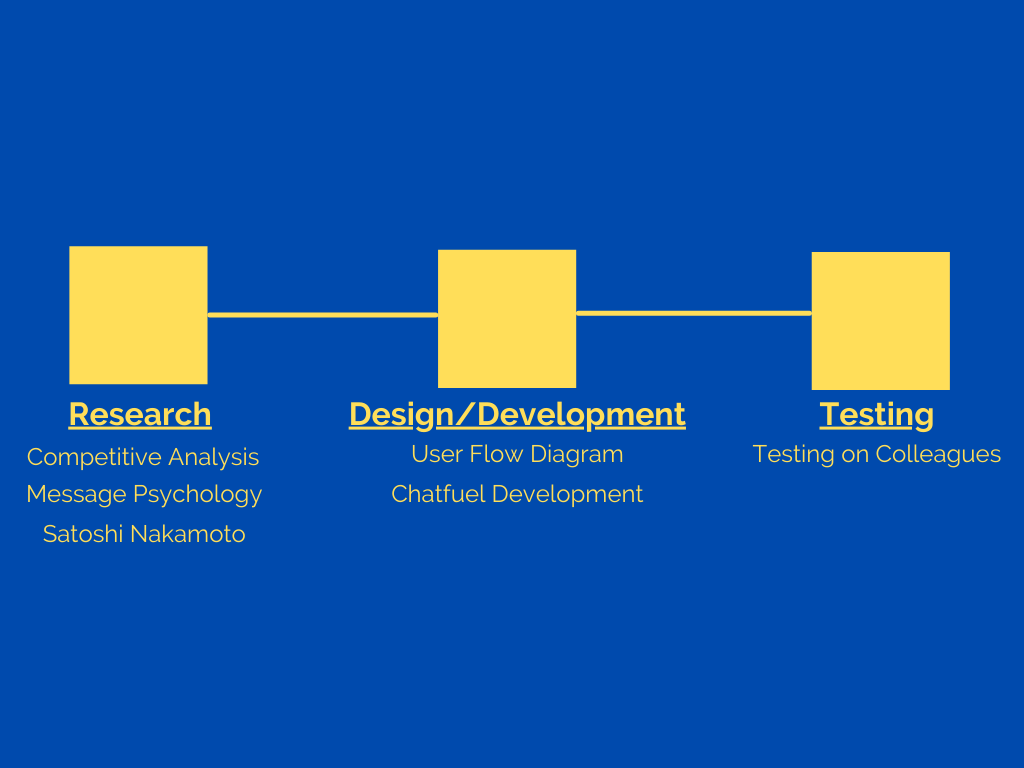 Research
Competitive Analysis
Message Psychology
Satoshi Nakamoto
Design/Development
User Flow Diagram
Chatfuel Development
Testing
Testing on Colleagues